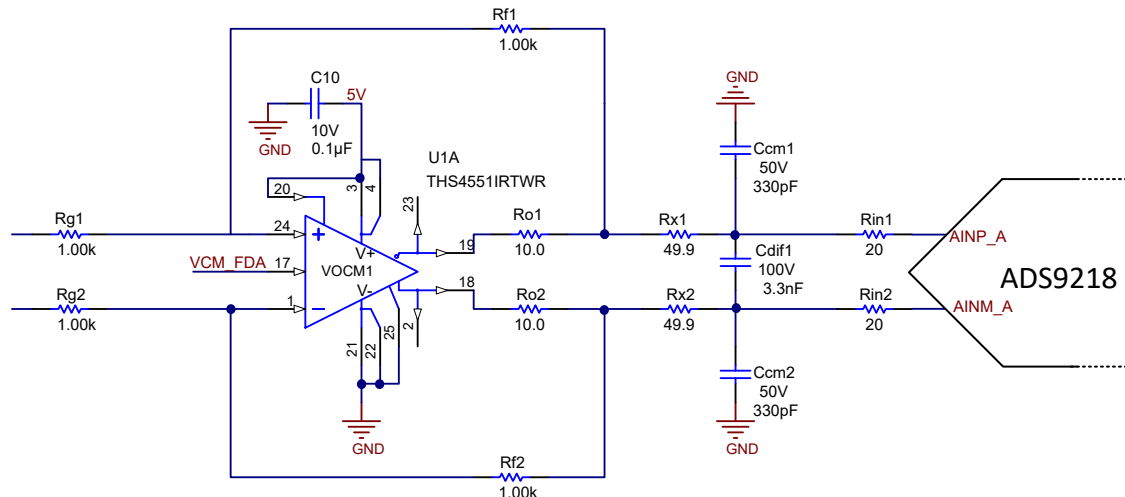 Rf1
1.00k
GND
C10
5V
10V
0.1µF
GND
U1A
THS4551IRTWR
Ccm1
50V
330pF
20
3
4
23
Rg1
1.00k
24
+
V+
19
Ro1
10.0
Rx1
49.9
Rin1
20
AINP_A
VCM_FDA
17
VOCM1
Cdif1
100V
3.3nF
ADS9218
Rg2
1.00k
1
−
V-
18
Ro2
10.0
Rx2
49.9
Rin2
20
AINM_A
21
22
25
2
Ccm2
50V
330pF
GND
GND
Rf2
1.00k